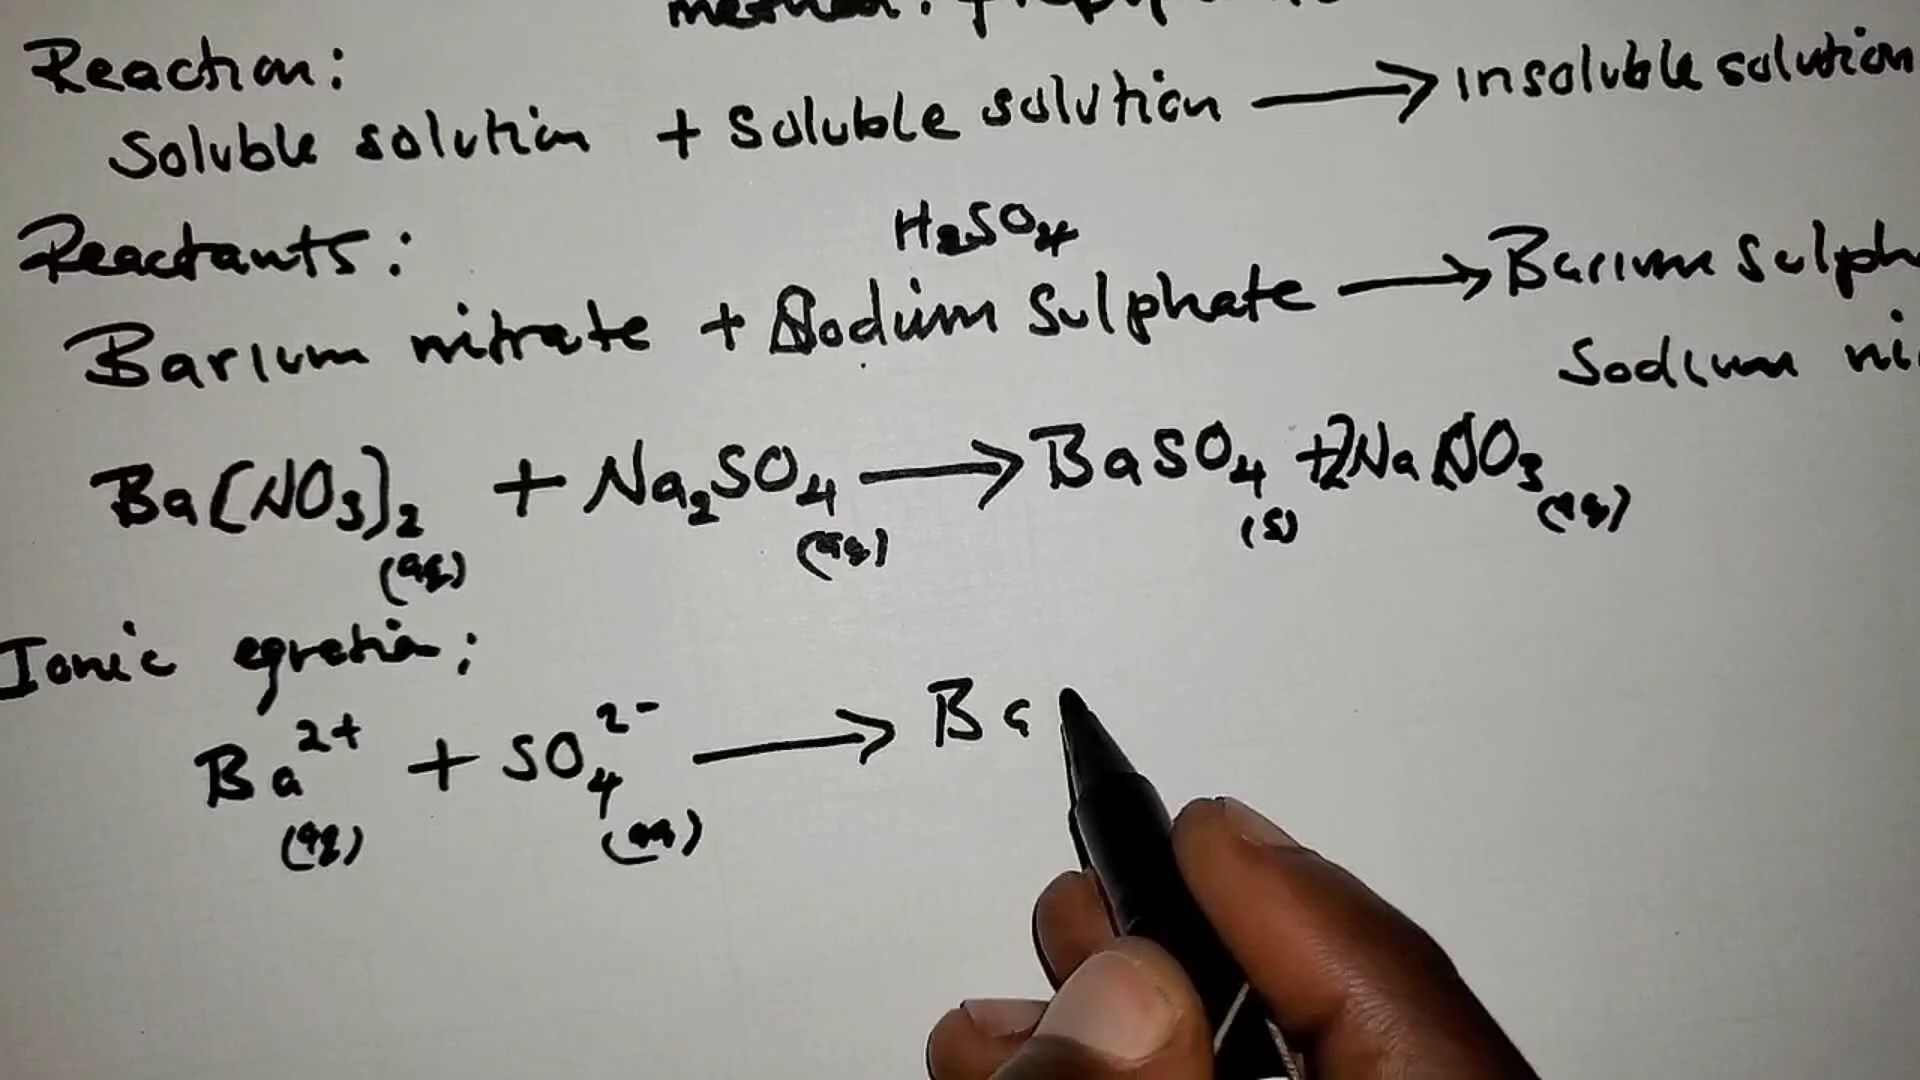 Reaction:
Soluble solution + soluble solution → insoluble solution
Reactants:
H₂SO₄
Barium nitrate + Sodium Sulphate → Barium Sulph
Sodium ni
Ba(NO₃)₂(aq) + Na₂SO₄(aq) → BaSO₄(s) + 2NaNO₃(aq)
Ionic equation;
Ba²⁺(aq) + SO₄²⁻(aq) → Ba